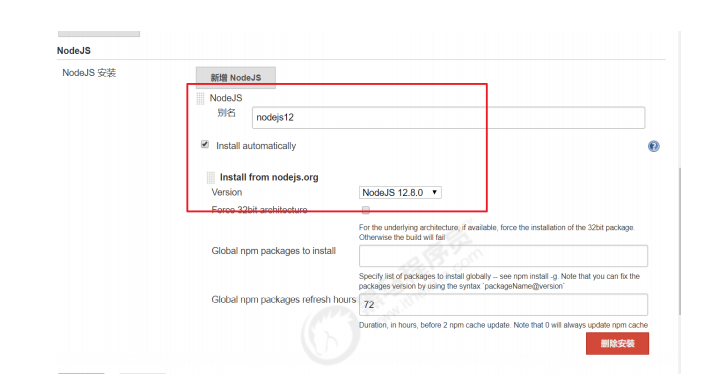 NodeJS
NodeJS 安装
新增 NodeJS
NodeJS
别名
nodejs12
Install automatically
Install from nodejs.org
Version
NodeJS 12.8.0
Force 32bit architecture
For the underlying architecture, if available, force the installation of the 32bit package.
Otherwise the build will fail
Global npm packages to install
Specify list of packages to install globally -- see npm install -g. Note that you can fix the
packages version by using the syntax `packageName@version`
Global npm packages refresh hours
72
Duration, in hours, before 2 npm cache update. Note that 0 will always update npm cache
删除安装